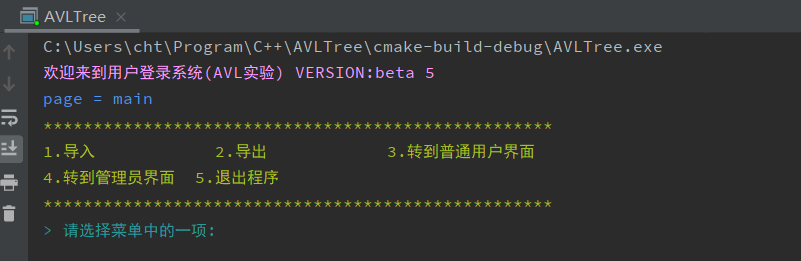 AVLTree
C:\Users\cht\Program\C++\AVLTree\cmake-build-debug\AVLTree.exe
欢迎来到用户登录系统(AVL实验) VERSION:beta 5
page = main
***************************************************
1.导入 2.导出 3.转到普通用户界面
4.转到管理员界面 5.退出程序
***************************************************
> 请选择菜单中的一项: